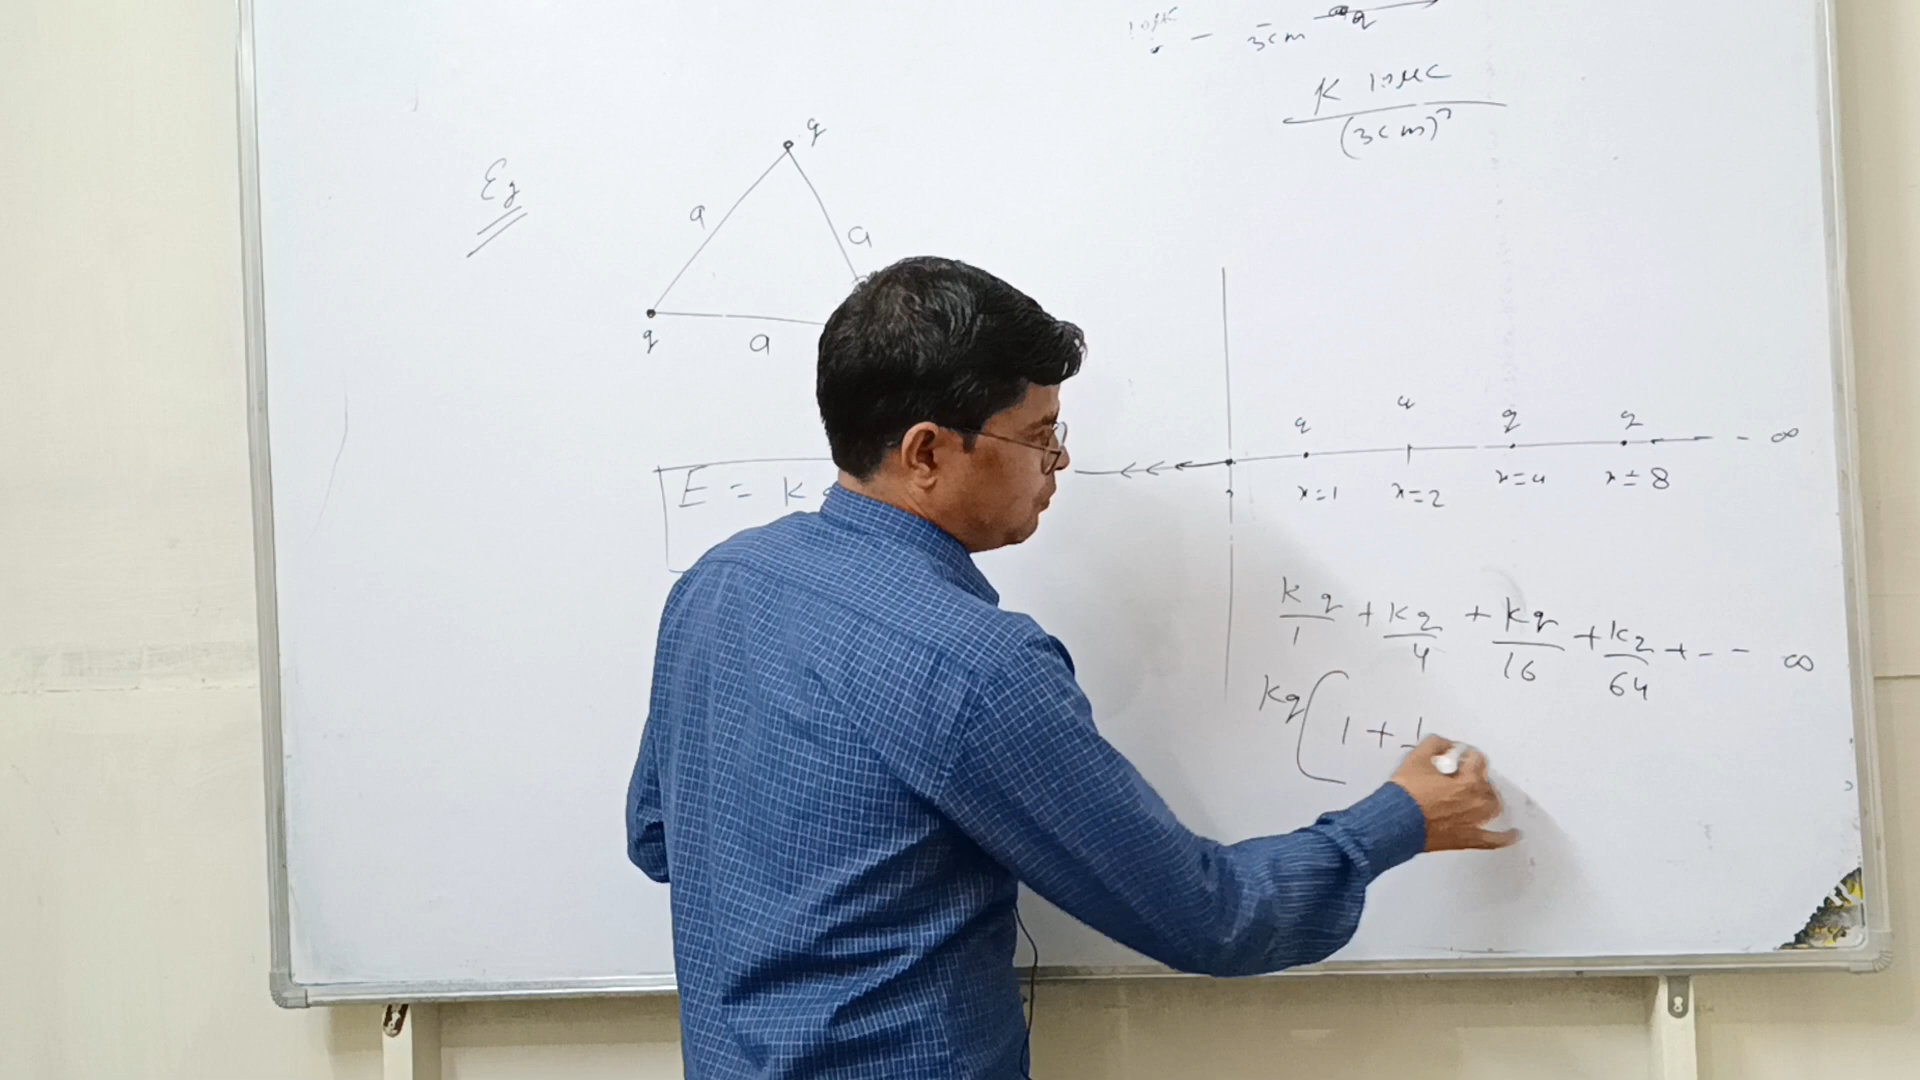 3cm q
K 10µC
(3cm)²
Eg
q
a a
q
a
E = K
q q q q
- ∞
x=1 x=2 x=4 x=8
kq/1 + kq/4 + kq/16 + kq/64 + - - ∞
kq ( 1 + 1